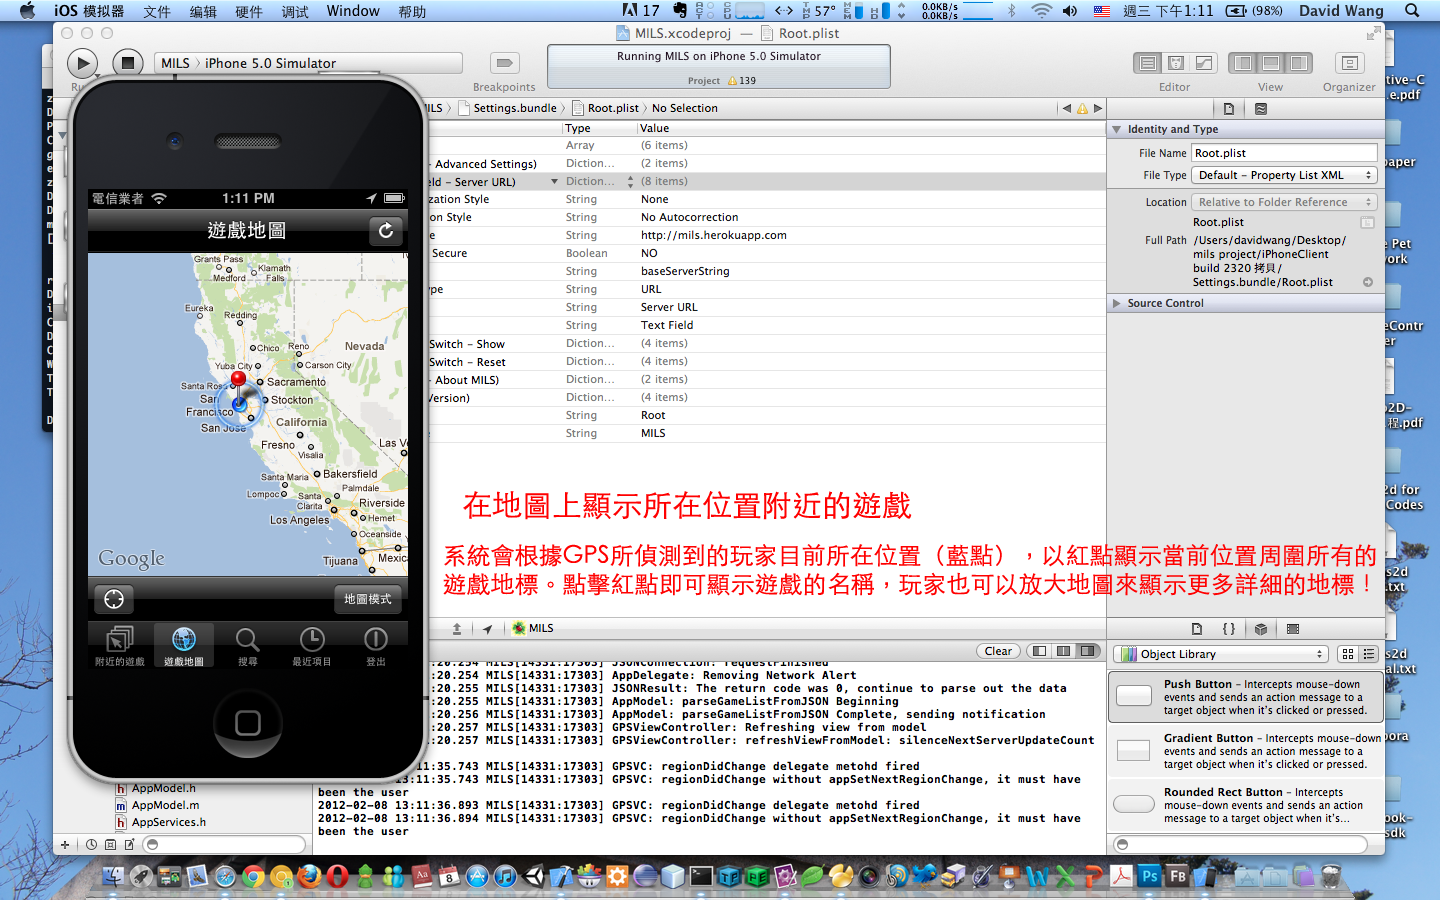 iOS 模拟器 文件 编辑 硬件 调试 Window 帮助 17 57° 0.0KB/s 0.0KB/s 週三 下午1:11 (98%) David Wang
MILS.xcodeproj — Root.plist
MILS iPhone 5.0 Simulator
Breakpoints
Running MILS on iPhone 5.0 Simulator
Project 139
Editor View Organizer
Settings.bundle Root.plist No Selection
Type Value
Array (6 items)
- Advanced Settings) Diction... (2 items)
eld - Server URL) Diction... (8 items)
zation Style String None
on Style String No Autocorrection
e String http://mils.herokuapp.com
Secure Boolean NO
String baseServerString
ype String URL
String Server URL
String Text Field
Switch - Show Diction... (4 items)
Switch - Reset Diction... (4 items)
- About MILS) Diction... (2 items)
Version) Diction... (4 items)
String Root
String MILS
Identity and Type
File Name Root.plist
File Type Default - Property List XML
Location Relative to Folder Reference
Root.plist
Full Path /Users/davidwang/Desktop/
mils project/iPhoneClient
build 2320 拷貝/
Settings.bundle/Root.plist
Source Control
電信業者 1:11 PM
遊戲地圖
Grants Pass
Klamath
Falls
Medford
Eureka
Redding
Chico
Reno
Nevada
Yuba City
Carson City
Santa Rosa
Sacramento
San
Francisco
Stockton
San Jose
California
Fresno
Visalia
Las V
Santa Maria
Bakersfield
Lompoc
Santa
Clarita
Palmdale
Riverside
Los Angeles
Hemet
Oceanside
Tijuana
Mexic
Google
地圖模式
附近的遊戲 遊戲地圖 搜尋 最近項目 登出
在地圖上顯示所在位置附近的遊戲
系統會根據GPS所偵測到的玩家目前所在位置（藍點），以紅點顯示當前位置周圍所有的
遊戲地標。點擊紅點即可顯示遊戲的名稱，玩家也可以放大地圖來顯示更多詳細的地標！
MILS
Clear
:20.254 MILS[14331:17303] JSONConnection: requestFinished
:20.254 MILS[14331:17303] AppDelegate: Removing Network Alert
:20.255 MILS[14331:17303] JSONResult: The return code was 0, continue to parse out the data
:20.255 MILS[14331:17303] AppModel: parseGameListFromJSON Beginning
:20.256 MILS[14331:17303] AppModel: parseGameListFromJSON Complete, sending notification
:20.257 MILS[14331:17303] GPSViewController: Refreshing view from model
:20.257 MILS[14331:17303] GPSViewController: refreshViewFromModel: silenceNextServerUpdateCount
13:11:35.743 MILS[14331:17303] GPSVC: regionDidChange delegate metohd fired
13:11:35.743 MILS[14331:17303] GPSVC: regionDidChange without appSetNextRegionChange, it must have
been the user
2012-02-08 13:11:36.893 MILS[14331:17303] GPSVC: regionDidChange delegate metohd fired
2012-02-08 13:11:36.894 MILS[14331:17303] GPSVC: regionDidChange without appSetNextRegionChange, it must have
been the user
Object Library
Push Button - Intercepts mouse-down
events and sends an action message to a
target object when it's clicked or pressed.
Gradient Button - Intercepts mouse-down
events and sends an action message to a
target object when it's clicked or pressed.
Rounded Rect Button - Intercepts
mouse-down events and sends an action
message to a target object when it's...
AppModel.h
AppModel.m
AppServices.h